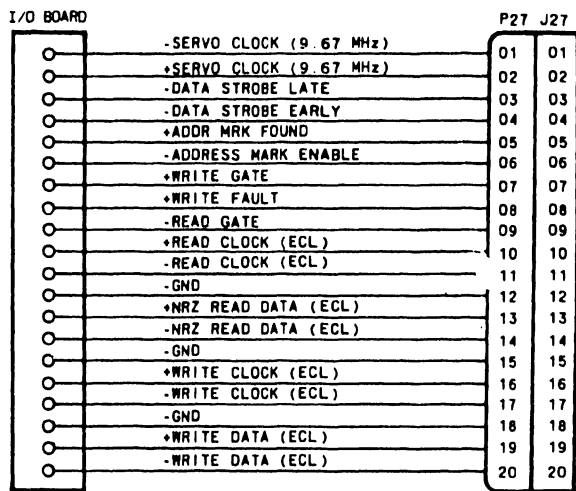 I/O BOARD P27 J27
-SERVO CLOCK (9.67 MHz) 01 01
+SERVO CLOCK (9.67 MHz) 02 02
-DATA STROBE LATE 03 03
-DATA STROBE EARLY 04 04
+ADDR MRK FOUND 05 05
-ADDRESS MARK ENABLE 06 06
+WRITE GATE 07 07
+WRITE FAULT 08 08
-READ GATE 09 09
+READ CLOCK (ECL) 10 10
-READ CLOCK (ECL) 11 11
-GND 12 12
+NRZ READ DATA (ECL) 13 13
-NRZ READ DATA (ECL) 14 14
-GND 15 15
+WRITE CLOCK (ECL) 16 16
-WRITE CLOCK (ECL) 17 17
-GND 18 18
+WRITE DATA (ECL) 19 19
-WRITE DATA (ECL) 20 20